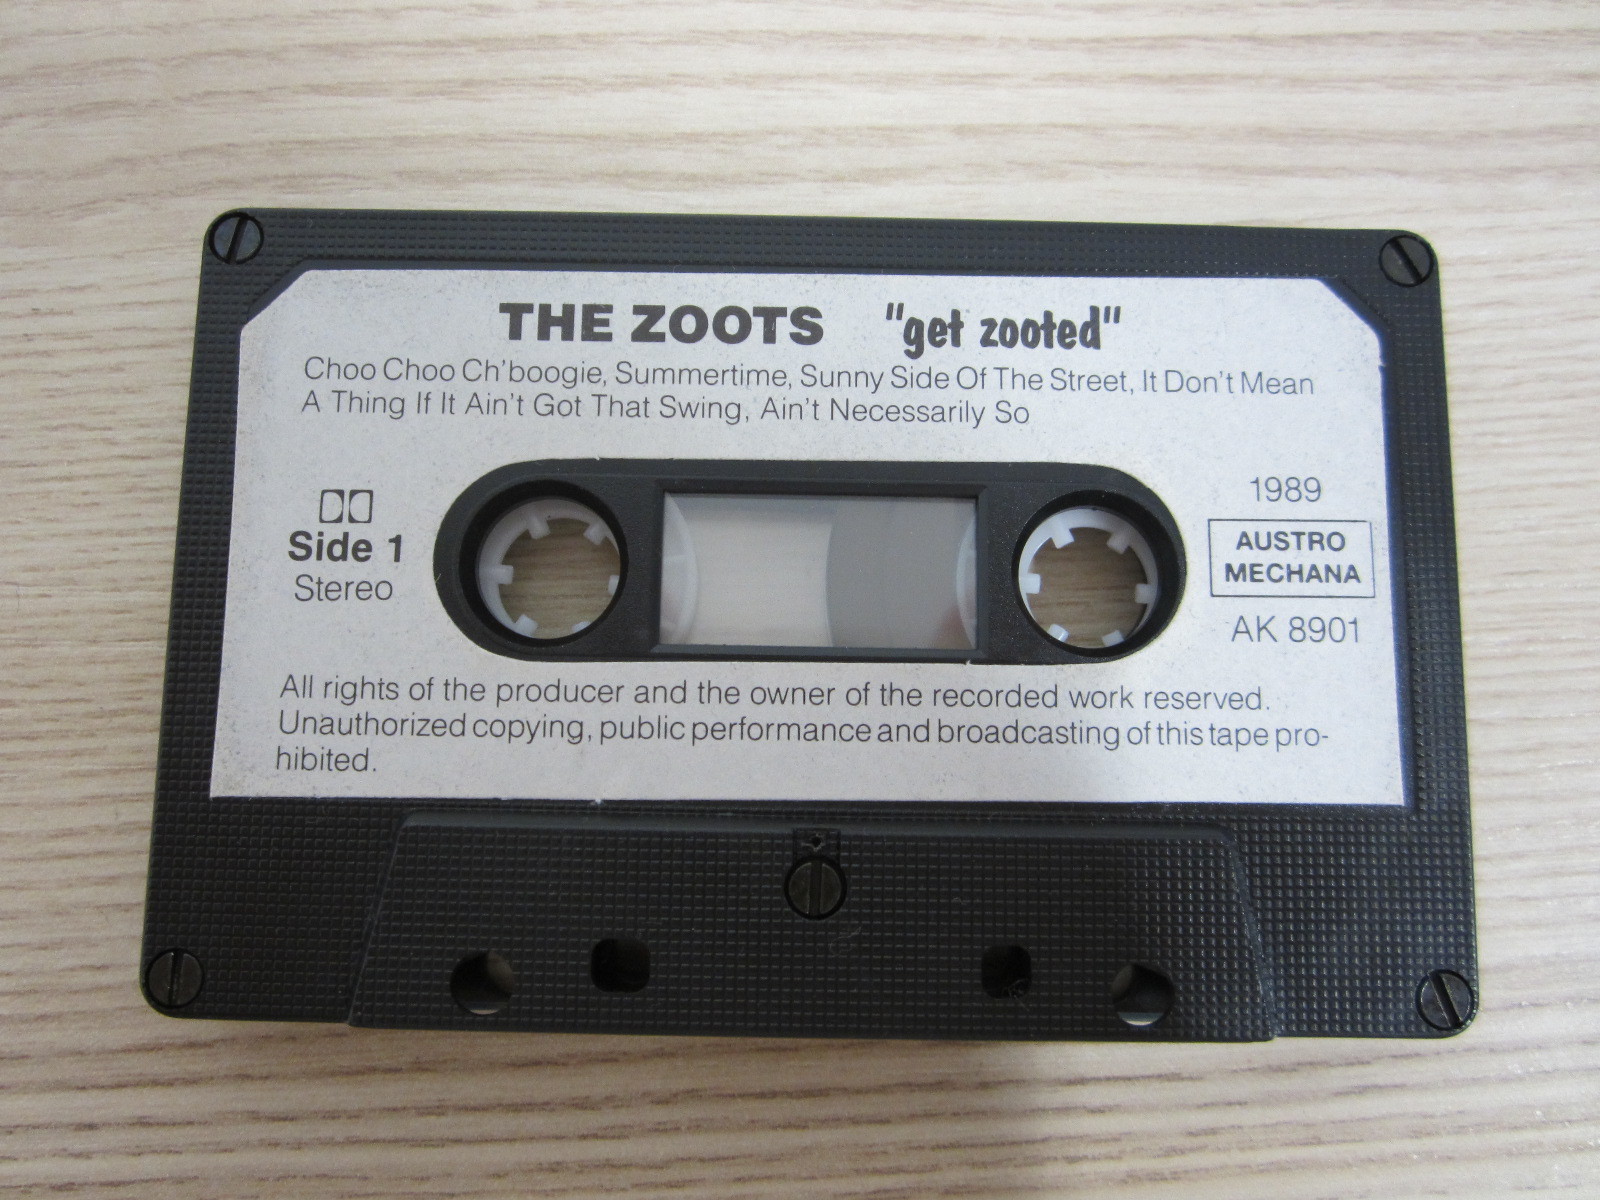 THE ZOOTS "get zooted"
Choo Choo Ch'boogie, Summertime, Sunny Side Of The Street, It Don't Mean
A Thing If It Ain't Got That Swing, Ain't Necessarily So
Side 1
Stereo
1989
AUSTRO
MECHANA
AK 8901
All rights of the producer and the owner of the recorded work reserved.
Unauthorized copying, public performance and broadcasting of this tape pro-
hibited.